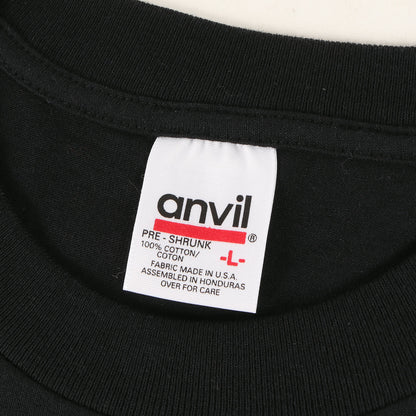 anvil
®
PRE - SHRUNK
100% COTTON/
COTON
-L-
FABRIC MADE IN U.S.A.
ASSEMBLED IN HONDURAS
OVER FOR CARE